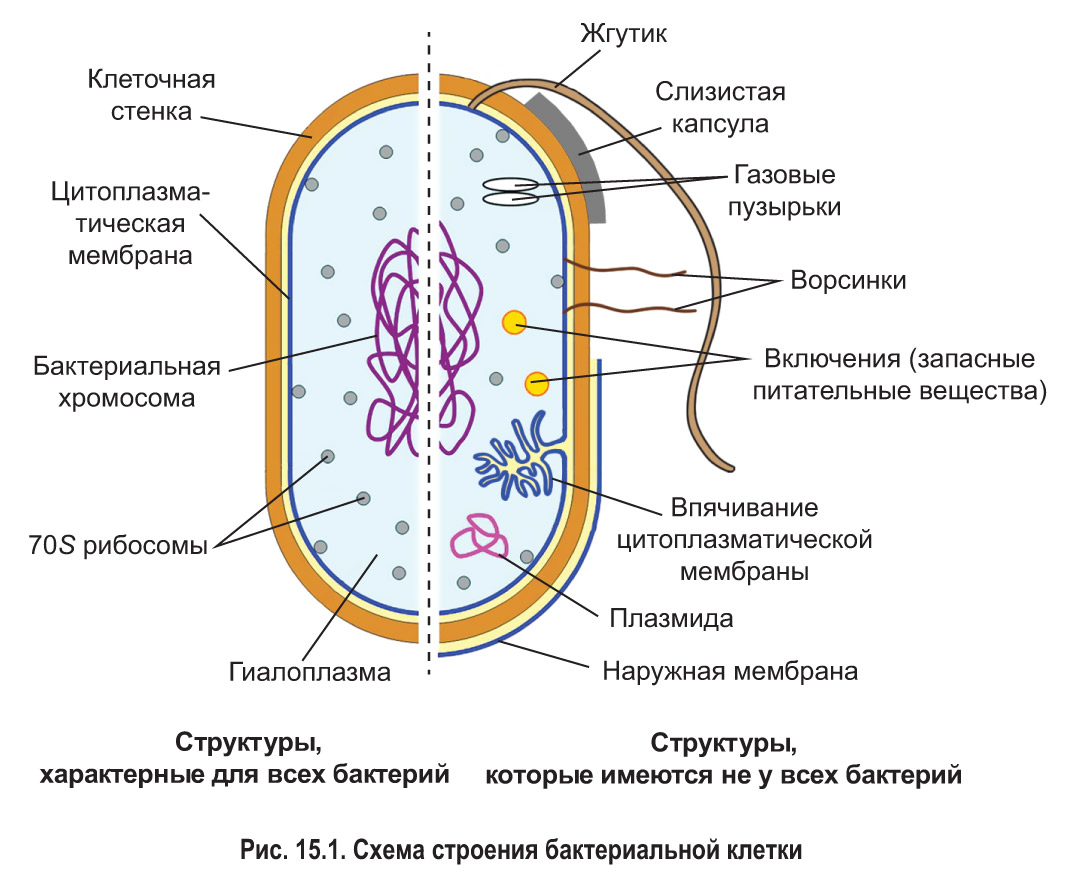 Жгутик
Клеточная
стенка
Слизистая
капсула
Цитоплазма-
тическая
мембрана
Газовые
пузырьки
Ворсинки
Бактериальная
хромосома
Включения (запасные
питательные вещества)
70S рибосомы
Впячивание
цитоплазматической
мембраны
Плазмида
Гиалоплазма
Наружная мембрана
Структуры,
характерные для всех бактерий
Структуры,
которые имеются не у всех бактерий
Рис. 15.1. Схема строения бактериальной клетки